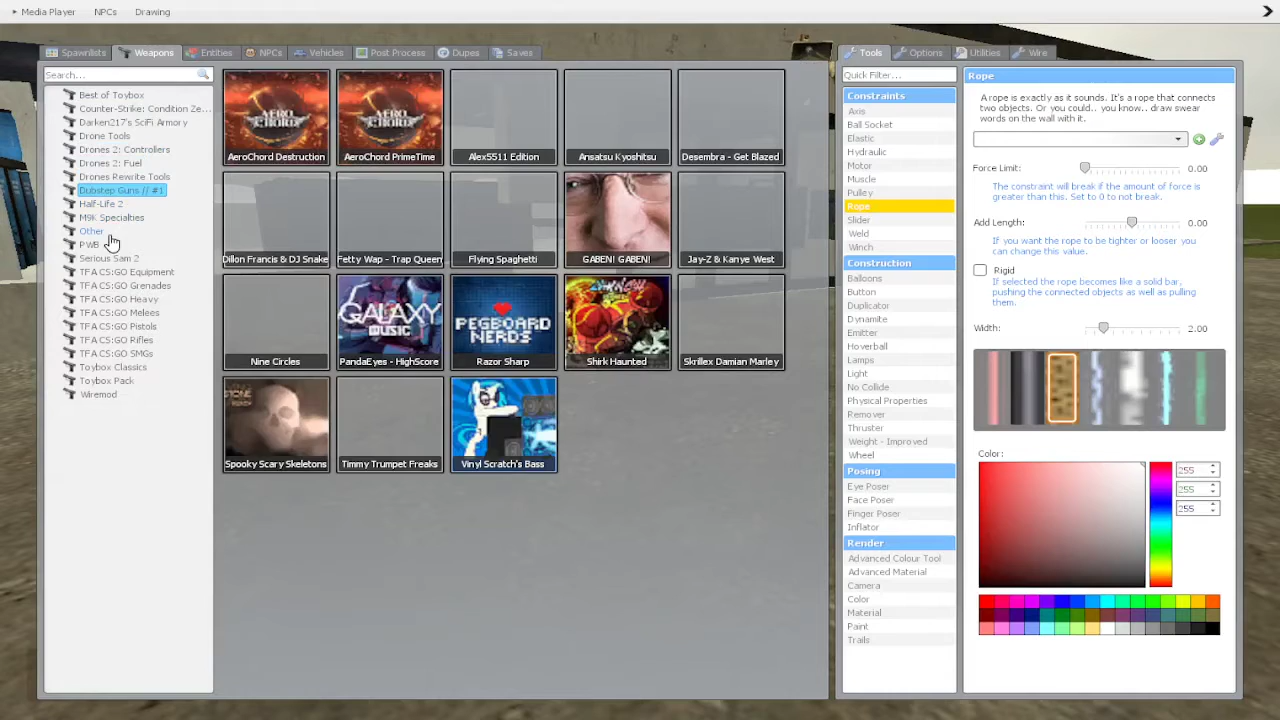 Media Player NPCs Drawing
Spawnlists Weapons Entities NPCs Vehicles Post Process Dupes Saves
Search...
Best of Toybox
Counter-Strike: Condition Ze...
Darken217's SciFi Armory
Drone Tools
Drones 2: Controllers
Drones 2: Fuel
Drones Rewrite Tools
Dubstep Guns // #1
Half-Life 2
M9K Specialties
Other
PWB
Serious Sam 2
TFA CS:GO Equipment
TFA CS:GO Grenades
TFA CS:GO Heavy
TFA CS:GO Melees
TFA CS:GO Pistols
TFA CS:GO Rifles
TFA CS:GO SMGs
Toybox Classics
Toybox Pack
Wiremod
AeroChord Destruction
AeroChord PrimeTime
AlexS511 Edition
Ansatsu Kyoshitsu
Desembra - Get Blazed
Dillon Francis & DJ Snake
Fetty Wap - Trap Queen
Flying Spaghetti
GABEN! GABEN!
Jay-Z & Kanye West
Nine Circles
GALAXY
MUSIC
PandaEyes - HighScore
PEGBOARD
NERDS
Razor Sharp
Shirk Haunted
Skrillex Damian Marley
Spooky Scary Skeletons
Timmy Trumpet Freaks
Vinyl Scratch's Bass
AERO
CHORD
AERO
CHORD
Tools Options Utilities Wire
Quick Filter...
Constraints
Axis
Ball Socket
Elastic
Hydraulic
Motor
Muscle
Pulley
Rope
Slider
Weld
Winch
Construction
Balloons
Button
Duplicator
Dynamite
Emitter
Hoverball
Lamps
Light
No Collide
Physical Properties
Remover
Thruster
Weight - Improved
Wheel
Posing
Eye Poser
Face Poser
Finger Poser
Inflator
Render
Advanced Colour Tool
Advanced Material
Camera
Color
Material
Paint
Trails
Rope
A rope is exactly as it sounds. It's a rope that connects
two objects. Or you could.. you know.. draw swear
words on the wall with it.
Force Limit: 0.00
The constraint will break if the amount of force is
greater than this. Set to 0 to not break.
Add Length: 0.00
If you want the rope to be tighter or looser you
can change this value.
Rigid
If selected the rope becomes like a solid bar,
pushing the connected objects as well as pulling
them.
Width: 2.00
Color:
255
255
255